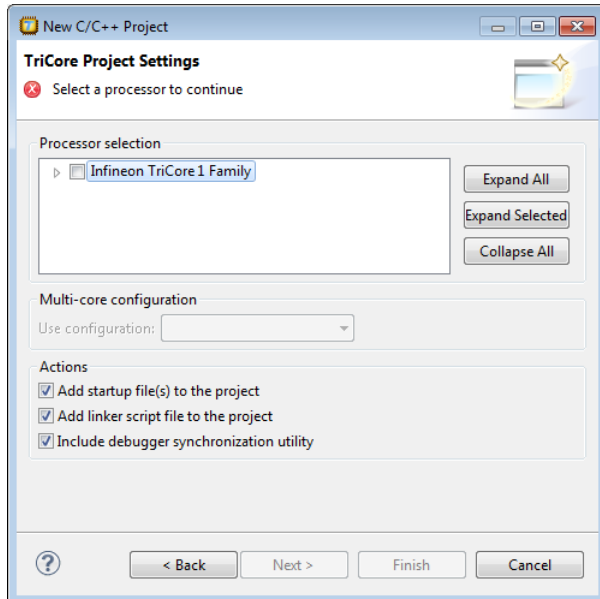 New C/C++ Project
TriCore Project Settings
Select a processor to continue
Processor selection
Infineon TriCore 1 Family
Expand All
Expand Selected
Collapse All
Multi-core configuration
Use configuration:
Actions
Add startup file(s) to the project
Add linker script file to the project
Include debugger synchronization utility
? < Back Next > Finish Cancel